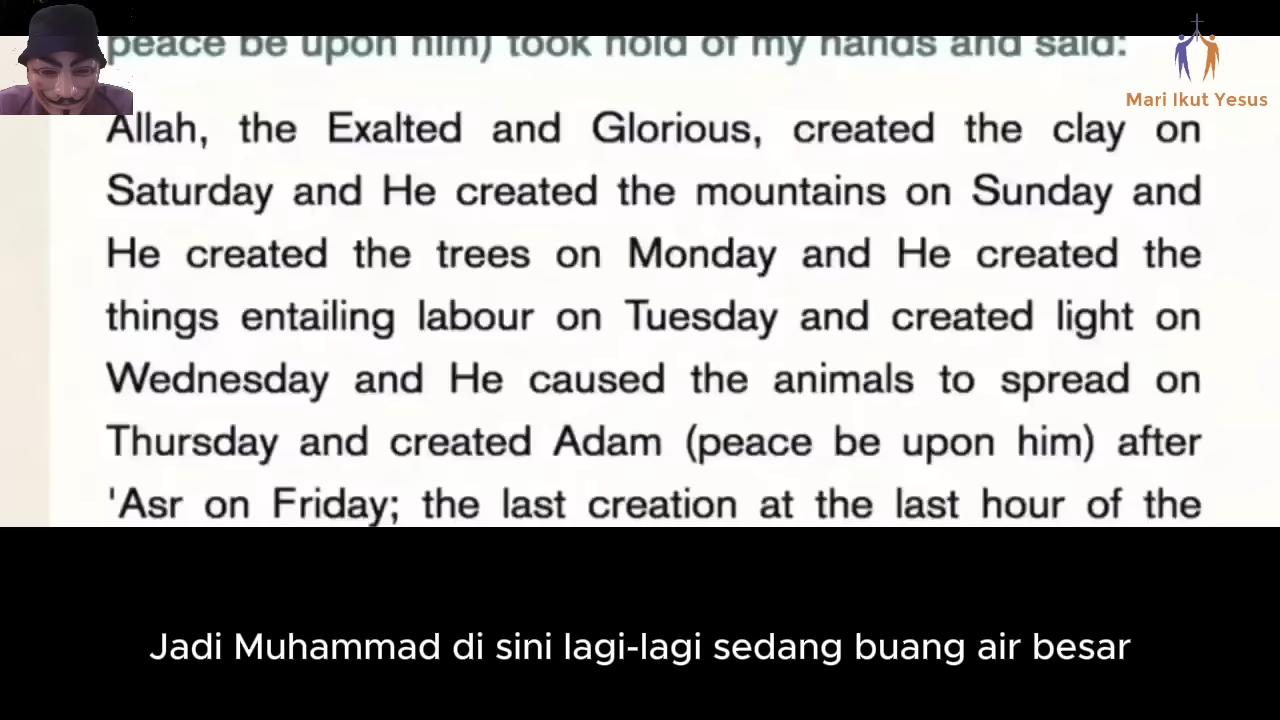 peace be upon him) took hold of my hands and said:
Mari Ikut Yesus
Allah, the Exalted and Glorious, created the clay on
Saturday and He created the mountains on Sunday and
He created the trees on Monday and He created the
things entailing labour on Tuesday and created light on
Wednesday and He caused the animals to spread on
Thursday and created Adam (peace be upon him) after
'Asr on Friday; the last creation at the last hour of the
Jadi Muhammad di sini lagi-lagi sedang buang air besar